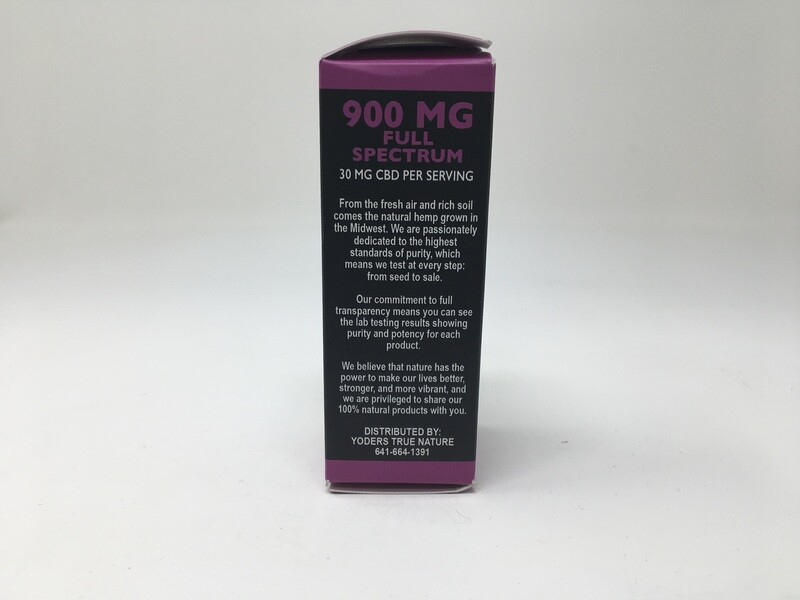 900 MG
FULL
SPECTRUM
30 MG CBD PER SERVING
From the fresh air and rich soil
comes the natural hemp grown in
the Midwest. We are passionately
dedicated to the highest
standards of purity, which
means we test at every step:
from seed to sale.
Our commitment to full
transparency means you can see
the lab testing results showing
purity and potency for each
product.
We believe that nature has the
power to make our lives better,
stronger, and more vibrant, and
we are privileged to share our
100% natural products with you.
DISTRIBUTED BY:
YODERS TRUE NATURE
641-664-1391